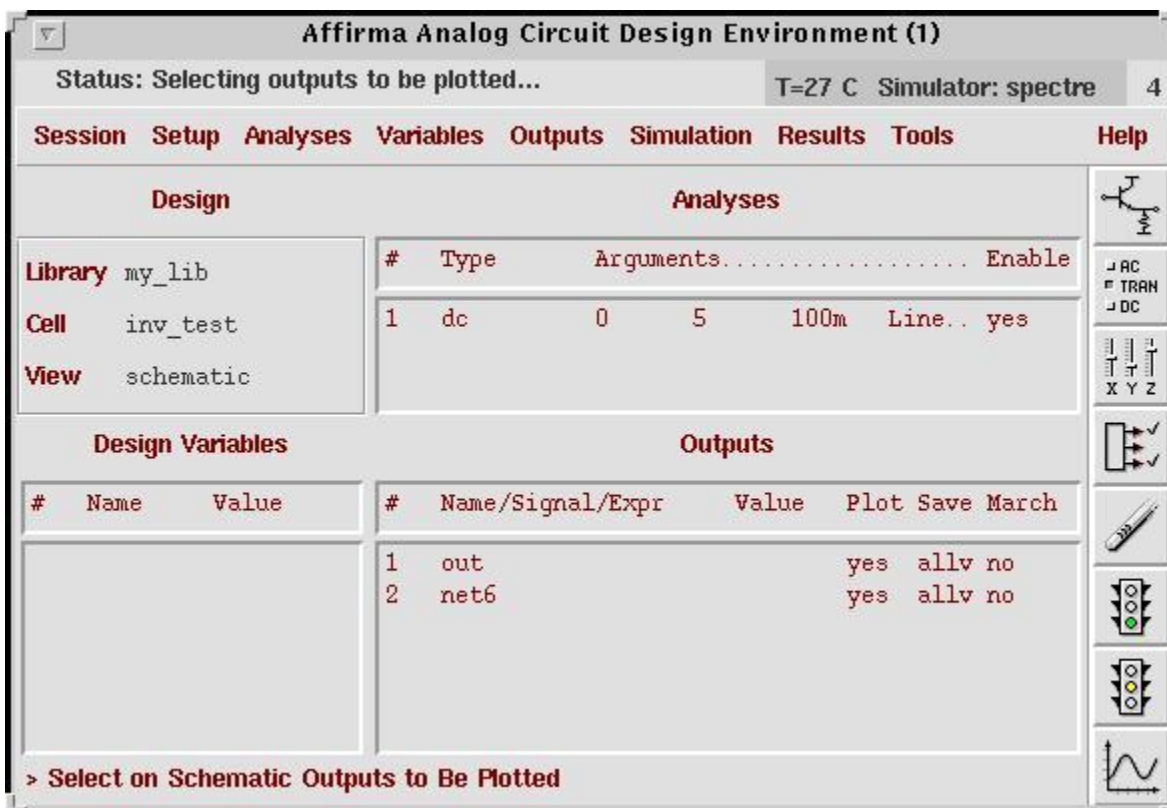 Affirma Analog Circuit Design Environment (1)
Status: Selecting outputs to be plotted...
T=27 C Simulator: spectre 4
Session Setup Analyses Variables Outputs Simulation Results Tools Help
Design
Library my_lib
Cell inv_test
View schematic
Analyses
# Type Arguments................... Enable
1 dc 0 5 100m Line.. yes
Design Variables
# Name Value
Outputs
# Name/Signal/Expr Value Plot Save March
1 out yes allv no
2 net6 yes allv no
AC
TRAN
DC
X Y Z
> Select on Schematic Outputs to Be Plotted